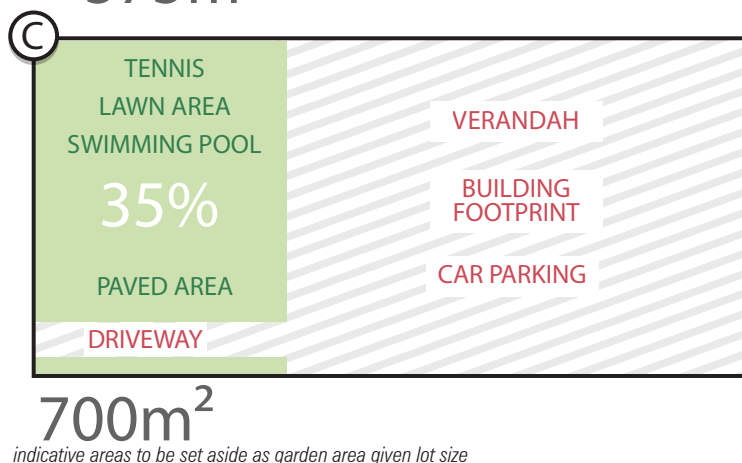 C
TENNIS
LAWN AREA
SWIMMING POOL
35%
PAVED AREA
DRIVEWAY
VERANDAH
BUILDING
FOOTPRINT
CAR PARKING
700m²
indicative areas to be set aside as garden area given lot size